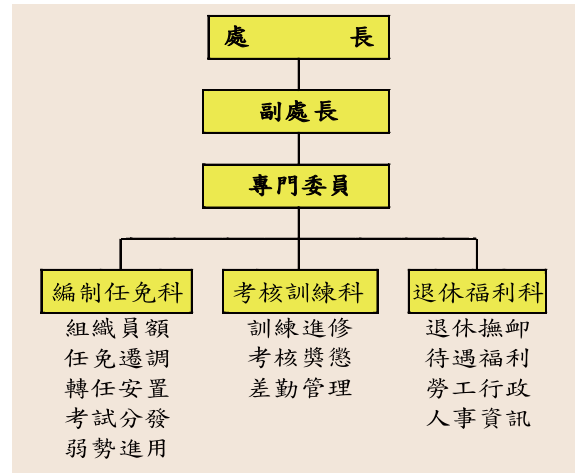 處 長
副處長
專門委員
編制任免科
組織員額
任免遷調
轉任安置
考試分發
弱勢進用
考核訓練科
訓練進修
考核獎懲
差勤管理
退休福利科
退休撫卹
待遇福利
勞工行政
人事資訊